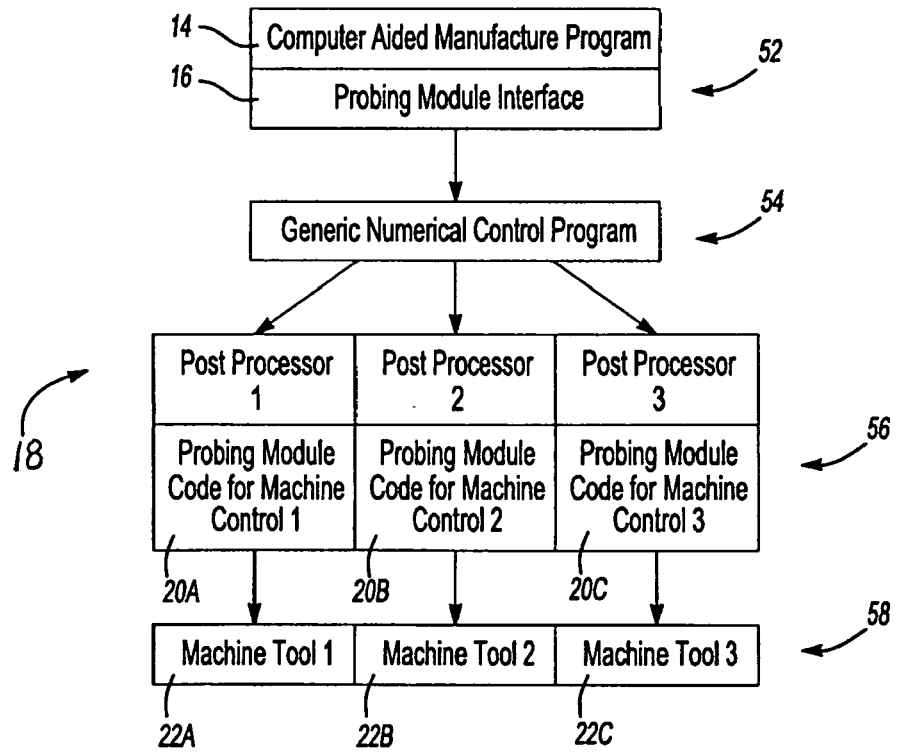 14
Computer Aided Manufacture Program
16
Probing Module Interface
52
Generic Numerical Control Program
54
18
Post Processor
1
Post Processor
2
Post Processor
3
Probing Module
Code for Machine
Control 1
Probing Module
Code for Machine
Control 2
Probing Module
Code for Machine
Control 3
56
20A
20B
20C
Machine Tool 1
Machine Tool 2
Machine Tool 3
58
22A
22B
22C